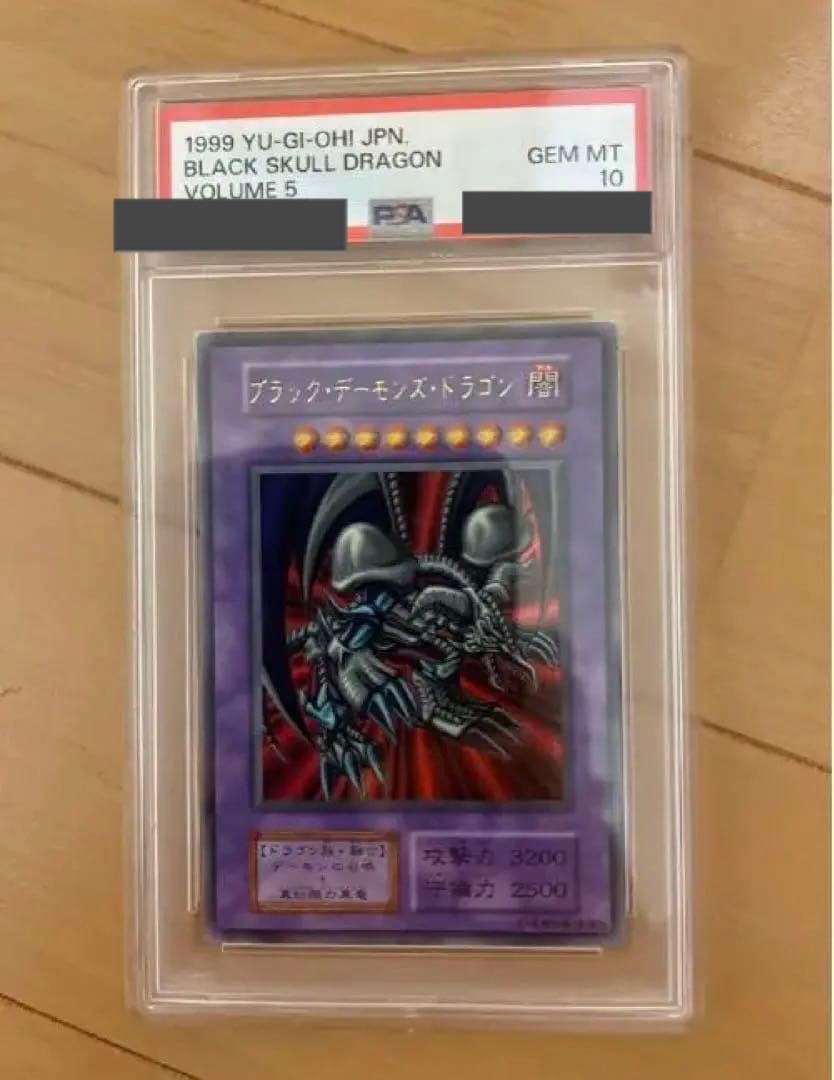 1999 YU-GI-OH! JPN.
BLACK SKULL DRAGON
GEM MT
VOLUME 5
10
PSA
ブラック・デーモンズ・ドラゴン
闇
【ドラゴン族・融合】
デーモンの召喚
+
真紅眼の黒竜
攻撃力 3200
守備力 2500